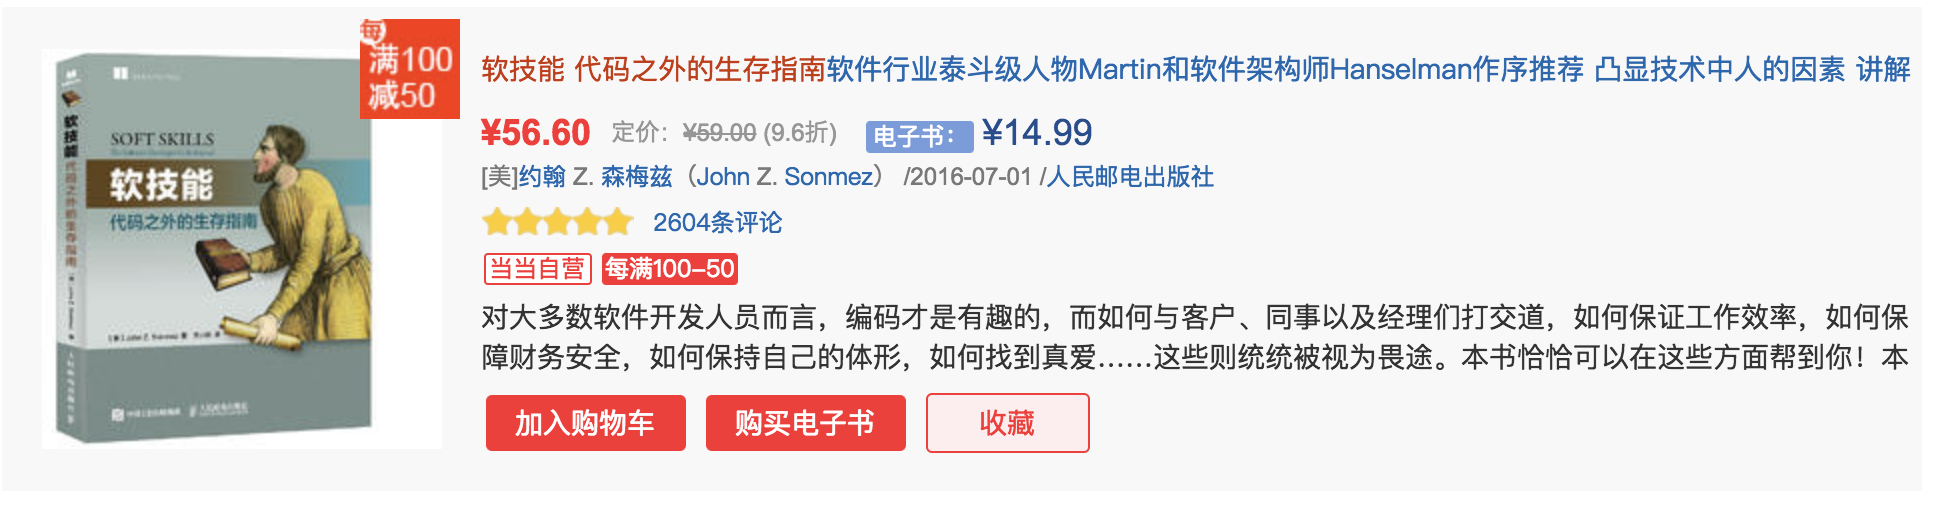 每
满100
减50
SOFT SKILLS
软技能
代码之外的生存指南
软技能 代码之外的生存指南
软技能 代码之外的生存指南软件行业泰斗级人物Martin和软件架构师Hanselman作序推荐 凸显技术中人的因素 讲解
¥56.60 定价：¥59.00 (9.6折) 电子书：¥14.99
[美]约翰 Z. 森梅兹（John Z. Sonmez） /2016-07-01 /人民邮电出版社
2604条评论
当当自营 每满100-50
对大多数软件开发人员而言，编码才是有趣的，而如何与客户、同事以及经理们打交道，如何保证工作效率，如何保
障财务安全，如何保持自己的体形，如何找到真爱……这些则统统被视为畏途。本书恰恰可以在这些方面帮到你！本
加入购物车 购买电子书 收藏